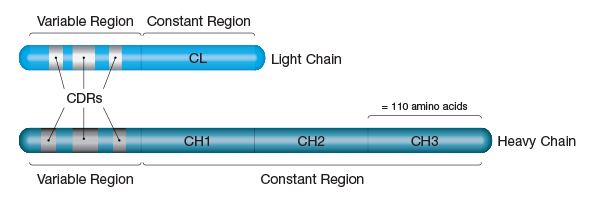 Variable Region Constant Region
CL
Light Chain
CDRs
= 110 amino acids
CH1 CH2 CH3
Heavy Chain
Variable Region Constant Region